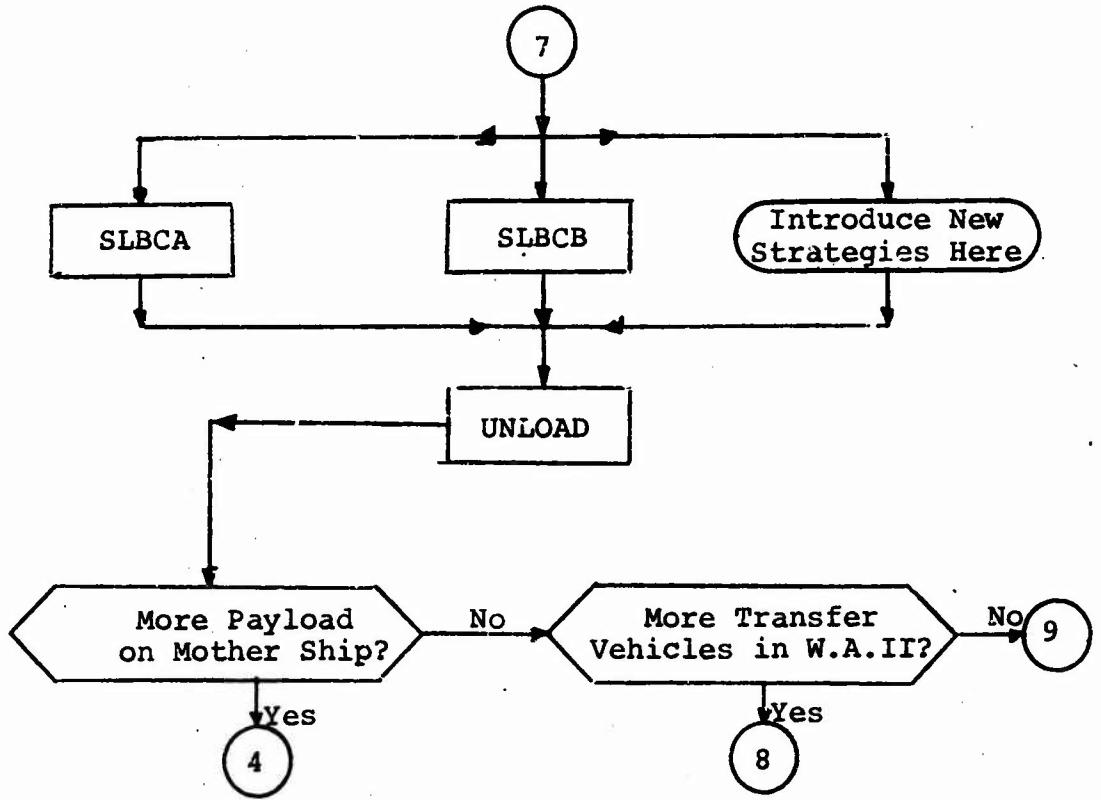 7
SLBCA
SLBCB
Introduce New
Strategies Here
UNLOAD
More Payload
on Mother Ship?
No
More Transfer
Vehicles in W.A.II?
No
9
Yes
4
Yes
8